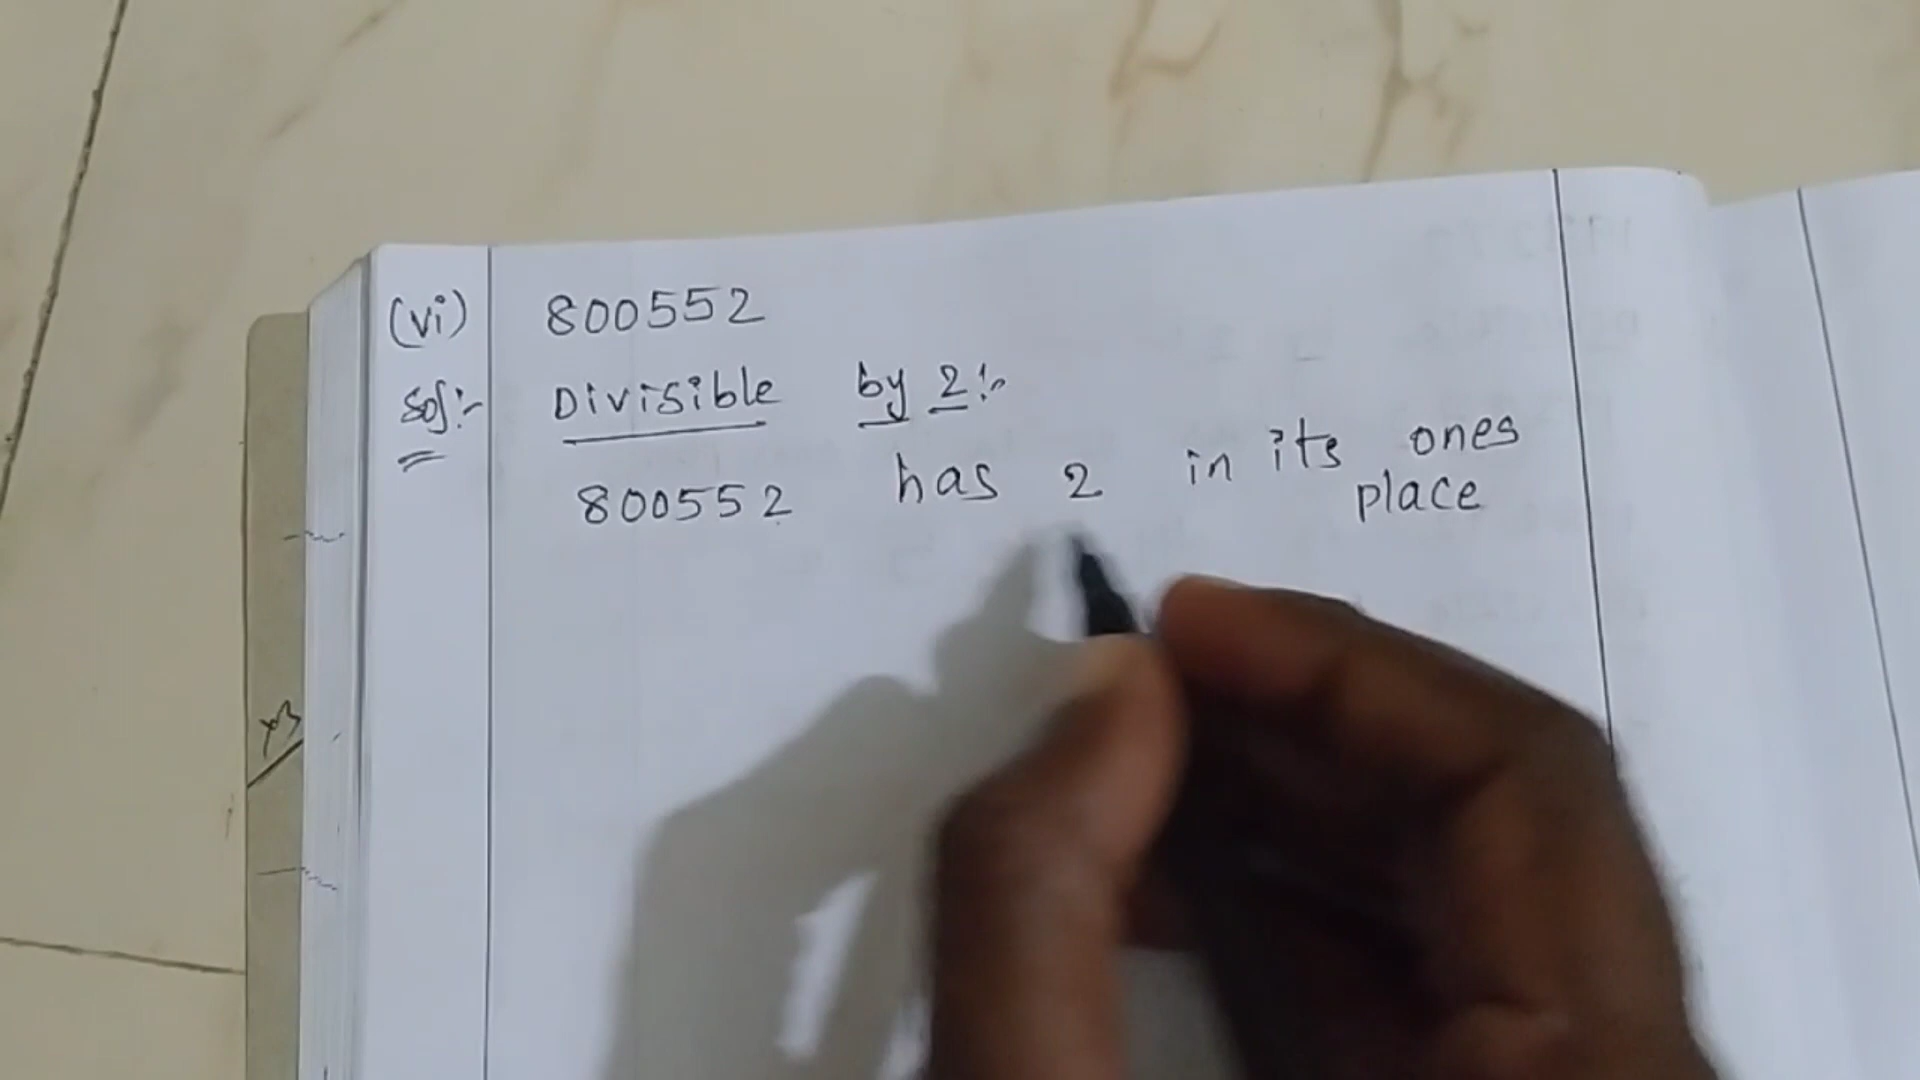 (vi) 800552
Sol:- Divisible by 2:-
800552 has 2 in its ones
place